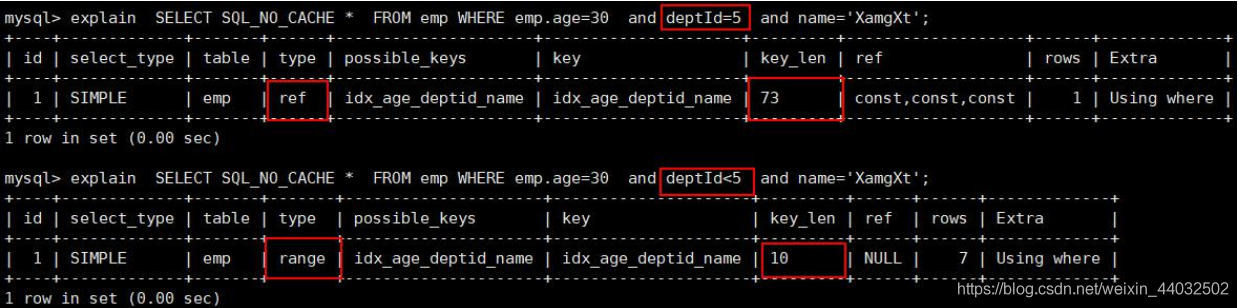 mysql> explain  SELECT SQL_NO_CACHE *  FROM emp WHERE emp.age=30  and deptId=5  and name='XamgXt';
| id | select_type | table | type | possible_keys       | key                 | key_len | ref               | rows | Extra       |
|  1 | SIMPLE      | emp   | ref  | idx_age_deptid_name | idx_age_deptid_name | 73      | const,const,const |    1 | Using where |
1 row in set (0.00 sec)
mysql> explain  SELECT SQL_NO_CACHE *  FROM emp WHERE emp.age=30  and deptId<5  and name='XamgXt';
| id | select_type | table | type  | possible_keys       | key                 | key_len | ref  | rows | Extra       |
|  1 | SIMPLE      | emp   | range | idx_age_deptid_name | idx_age_deptid_name | 10      | NULL |    7 | Using where |
1 row in set (0.00 sec)
https://blog.csdn.net/weixin_44032502